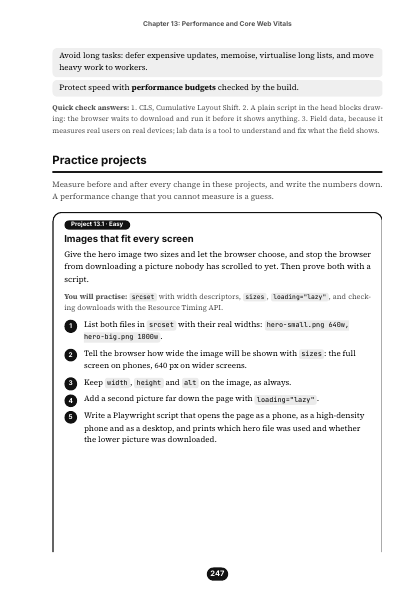 Chapter 13: Performance and Core Web Vitals
Avoid long tasks: defer expensive updates, memoise, virtualise long lists, and move
heavy work to workers.
Protect speed with performance budgets checked by the build.
Quick check answers: 1. CLS, Cumulative Layout Shift. 2. A plain script in the head blocks draw-
ing: the browser waits to download and run it before it shows anything. 3. Field data, because it
measures real users on real devices; lab data is a tool to understand and fix what the field shows.
Practice projects
Measure before and after every change in these projects, and write the numbers down.
A performance change that you cannot measure is a guess.
Project 13.1 · Easy
Images that fit every screen
Give the hero image two sizes and let the browser choose, and stop the browser
from downloading a picture nobody has scrolled to yet. Then prove both with a
script.
You will practise: srcset with width descriptors, sizes, loading="lazy", and check-
ing downloads with the Resource Timing API.
1 List both files in srcset with their real widths: hero-small.png 640w,
hero-big.png 1800w.
2 Tell the browser how wide the image will be shown with sizes: the full
screen on phones, 640 px on wider screens.
3 Keep width, height and alt on the image, as always.
4 Add a second picture far down the page with loading="lazy".
5 Write a Playwright script that opens the page as a phone, as a high-density
phone and as a desktop, and prints which hero file was used and whether
the lower picture was downloaded.
247